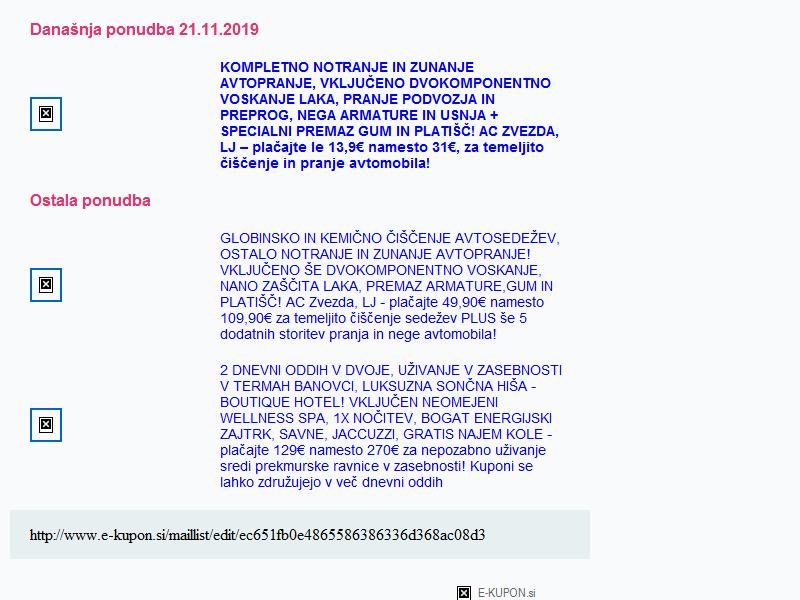 Današnja ponudba 21.11.2019
KOMPLETNO NOTRANJE IN ZUNANJE
AVTOPRANJE, VKLJUČENO DVOKOMPONENTNO
VOSKANJE LAKA, PRANJE PODVOZJA IN
PREPROG, NEGA ARMATURE IN USNJA +
SPECIALNI PREMAZ GUM IN PLATIŠČ! AC ZVEZDA,
LJ – plačajte le 13,9€ namesto 31€, za temeljito
čiščenje in pranje avtomobila!
Ostala ponudba
GLOBINSKO IN KEMIČNO ČIŠČENJE AVTOSEDEŽEV,
OSTALO NOTRANJE IN ZUNANJE AVTOPRANJE!
VKLJUČENO ŠE DVOKOMPONENTNO VOSKANJE,
NANO ZAŠČITA LAKA, PREMAZ ARMATURE,GUM IN
PLATIŠČ! AC Zvezda, LJ - plačajte 49,90€ namesto
109,90€ za temeljito čiščenje sedežev PLUS še 5
dodatnih storitev pranja in nege avtomobila!
2 DNEVNI ODDIH V DVOJE, UŽIVANJE V ZASEBNOSTI
V TERMAH BANOVCI, LUKSUZNA SONČNA HIŠA -
BOUTIQUE HOTEL! VKLJUČEN NEOMEJENI
WELLNESS SPA, 1X NOČITEV, BOGAT ENERGIJSKI
ZAJTRK, SAVNE, JACCUZZI, GRATIS NAJEM KOLE -
plačajte 129€ namesto 270€ za nepozabno uživanje
sredi prekmurske ravnice v zasebnosti! Kuponi se
lahko združujejo v več dnevni oddih
http://www.e-kupon.si/maillist/edit/ec651fb0e4865586386336d368ac08d3
E-KUPON.si